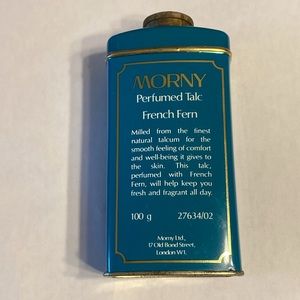 MORNY
Perfumed Talc
French Fern
Milled from the finest
natural talcum for the
smooth feeling of comfort
and well-being it gives to
the skin. This talc,
perfumed with French
Fern, will help keep you
fresh and fragrant all day.
100 g 27634/02
Morny Ltd.,
17 Old Bond Street,
London W1.